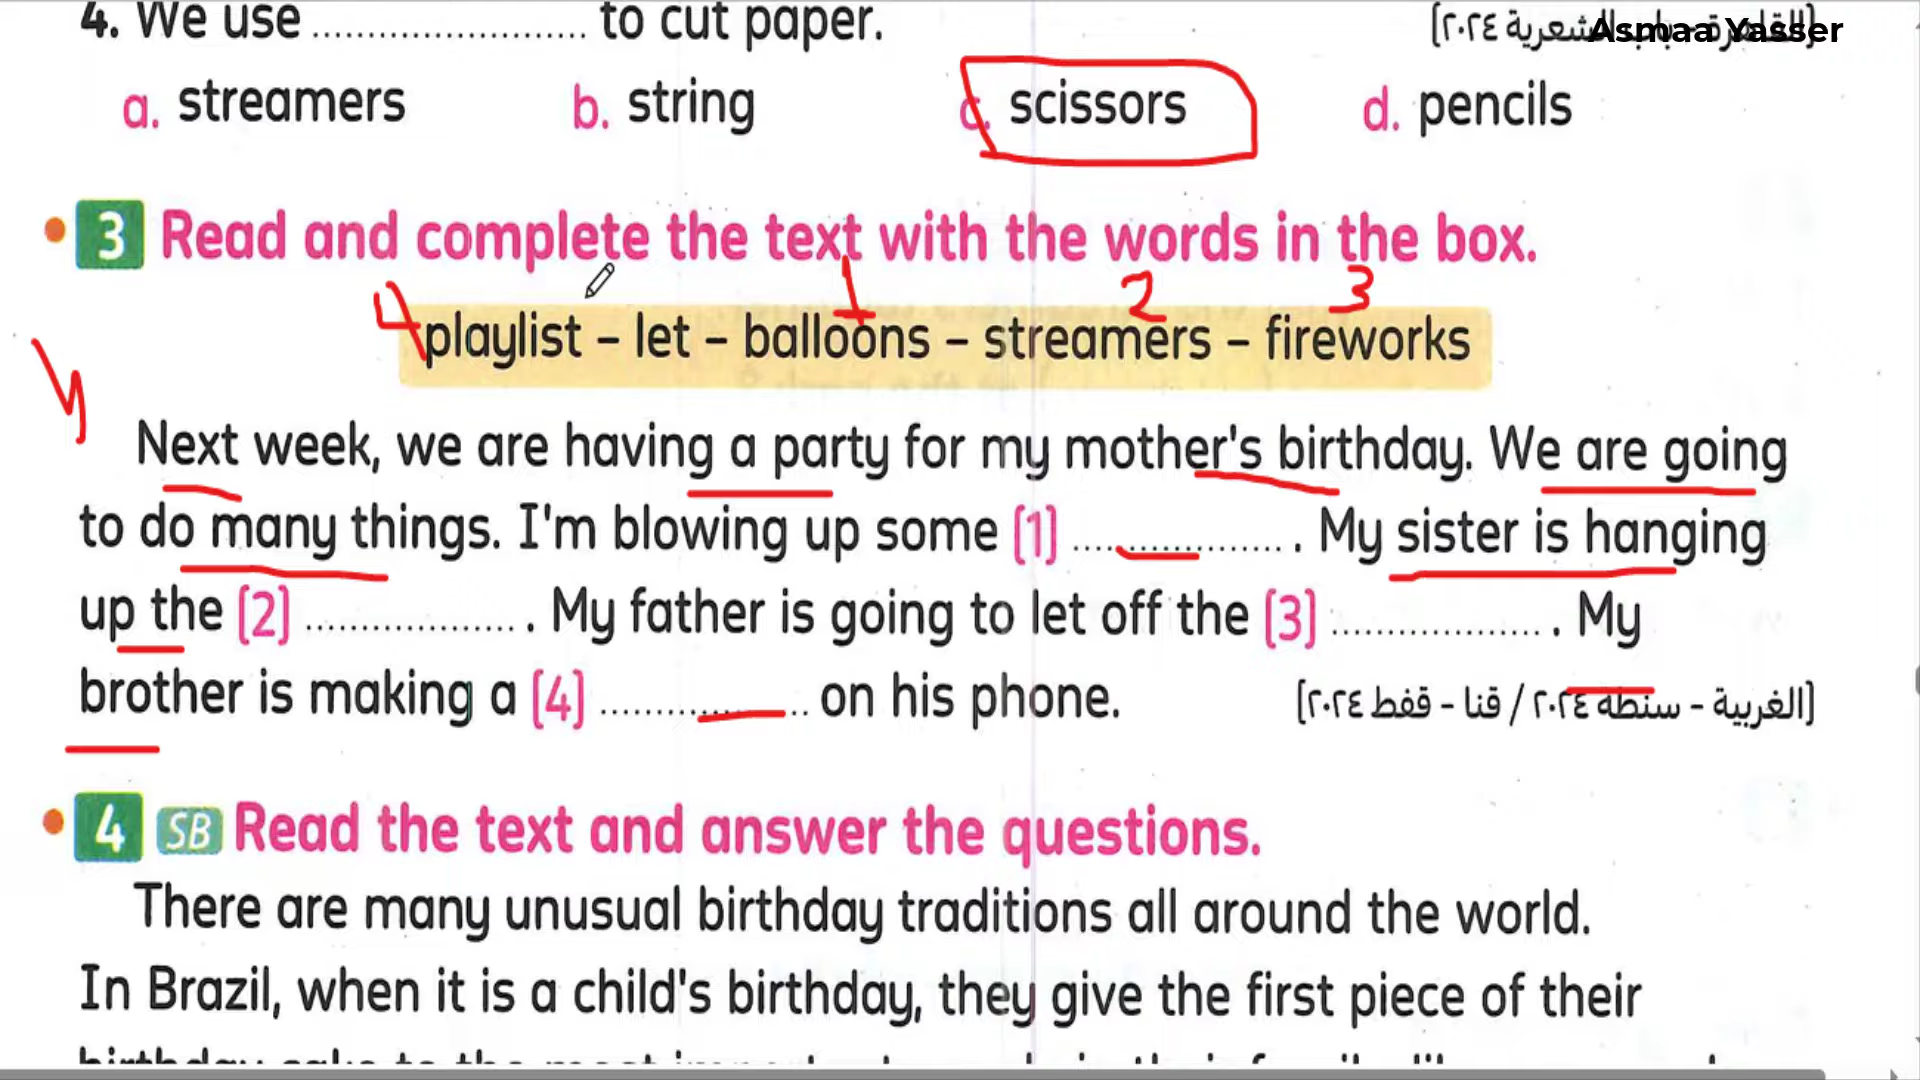 4. We use ........................... to cut paper.
Asmaa Yasser
a. streamers b. string c. scissors d. pencils
3 Read and complete the text with the words in the box.
4 1 2 3
playlist – let – balloons – streamers – fireworks
Next week, we are having a party for my mother's birthday. We are going
to do many things. I'm blowing up some (1) ..................... . My sister is hanging
up the (2) ..................... . My father is going to let off the (3) ..................... . My
brother is making a (4) ..................... on his phone. [الغربية – سنطه ٢٠٢٤ / قنا – قفط ٢٠٢٤]
4 SB Read the text and answer the questions.
There are many unusual birthday traditions all around the world.
In Brazil, when it is a child's birthday, they give the first piece of their